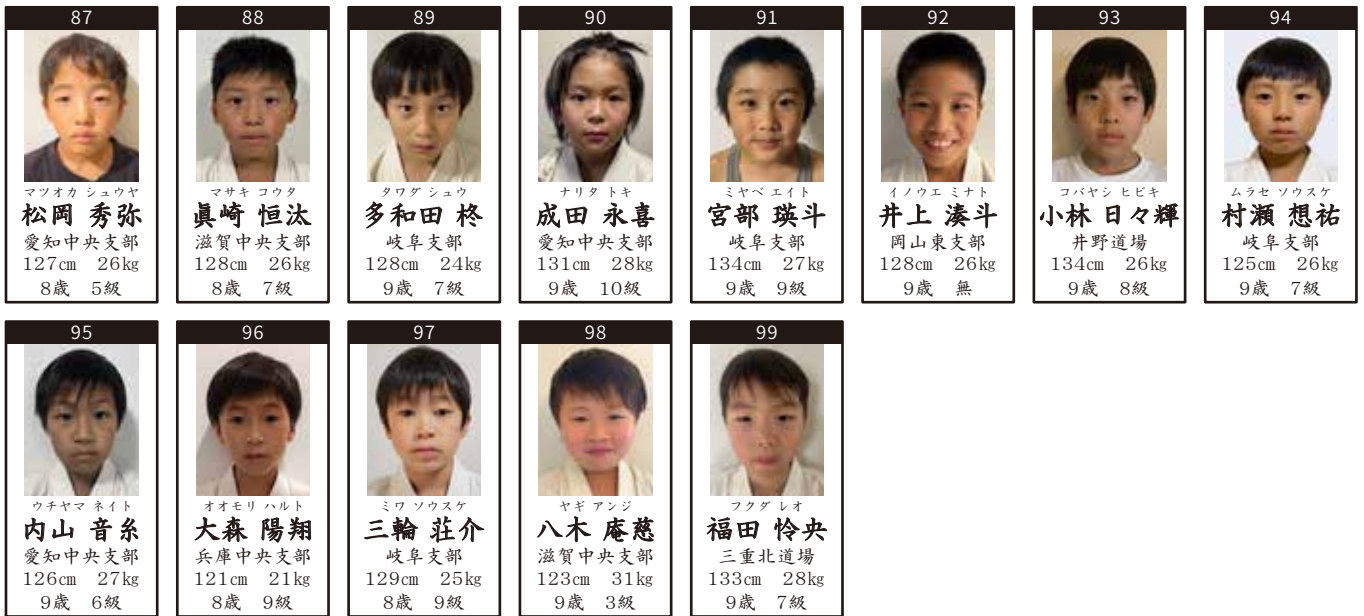 87
マツオカ シュウヤ
松岡 秀弥
愛知中央支部
127cm 26kg
8歳 5級
88
マサキ コウタ
眞崎 恒汰
滋賀中央支部
128cm 26kg
8歳 7級
89
タワダ シュウ
多和田 柊
岐阜支部
128cm 24kg
9歳 7級
90
ナリタ トキ
成田 永喜
愛知中央支部
131cm 28kg
9歳 10級
91
ミヤベ エイト
宮部 瑛斗
岐阜支部
134cm 27kg
9歳 9級
92
イノウエ ミナト
井上 湊斗
岡山東支部
128cm 26kg
9歳 無
93
コバヤシ ヒビキ
小林 日々輝
井野道場
134cm 26kg
9歳 8級
94
ムラセ ソウスケ
村瀬 想祐
岐阜支部
125cm 26kg
9歳 7級
95
ウチヤマ ネイト
内山 音糸
愛知中央支部
126cm 27kg
9歳 6級
96
オオモリ ハルト
大森 陽翔
兵庫中央支部
121cm 21kg
8歳 9級
97
ミワ ソウスケ
三輪 荘介
岐阜支部
129cm 25kg
8歳 9級
98
ヤギ アンジ
八木 庵慈
滋賀中央支部
123cm 31kg
9歳 3級
99
フクダ レオ
福田 怜央
三重北道場
133cm 28kg
9歳 7級